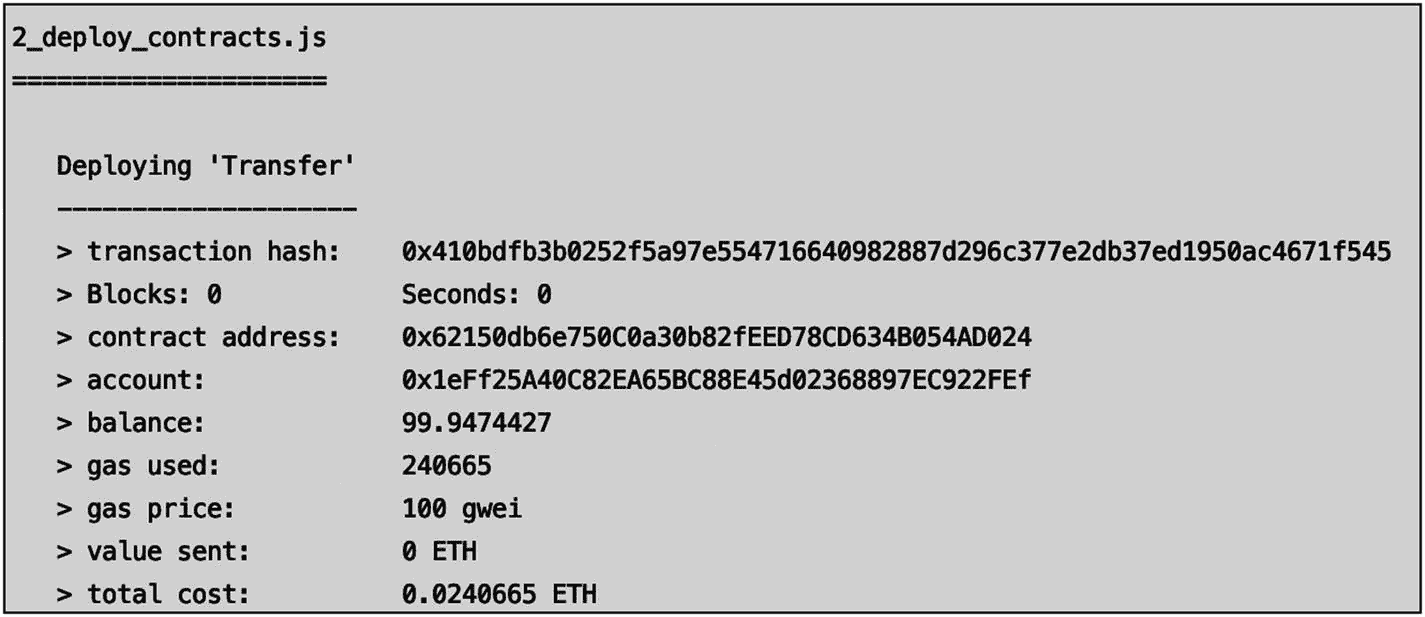 2_deploy_contracts.js
=====================
Deploying 'Transfer'
--------------------
> transaction hash: 0x410bdfb3b0252f5a97e554716640982887d296c377e2db37ed1950ac4671f545
> Blocks: 0 Seconds: 0
> contract address: 0x62150db6e750C0a30b82fEED78CD634B054AD024
> account: 0x1eFf25A40C82EA65BC88E45d02368897EC922FEf
> balance: 99.9474427
> gas used: 240665
> gas price: 100 gwei
> value sent: 0 ETH
> total cost: 0.0240665 ETH